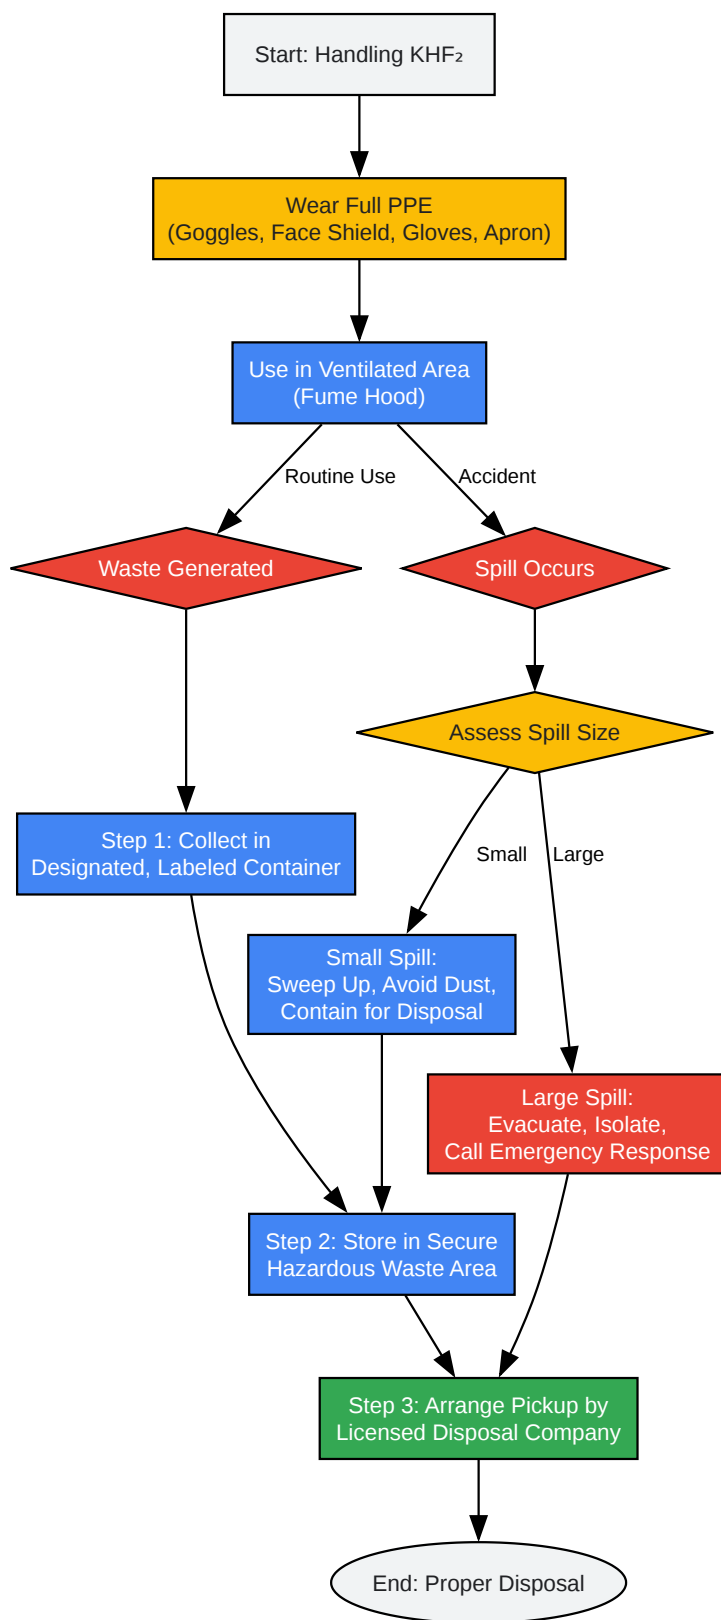 Start: Handling KHF₂
Wear Full PPE
(Goggles, Face Shield, Gloves, Apron)
Use in Ventilated Area
(Fume Hood)
Routine Use
Accident
Waste Generated
Spill Occurs
Assess Spill Size
Step 1: Collect in
Designated, Labeled Container
Small
Large
Small Spill:
Sweep Up, Avoid Dust,
Contain for Disposal
Large Spill:
Evacuate, Isolate,
Call Emergency Response
Step 2: Store in Secure
Hazardous Waste Area
Step 3: Arrange Pickup by
Licensed Disposal Company
End: Proper Disposal